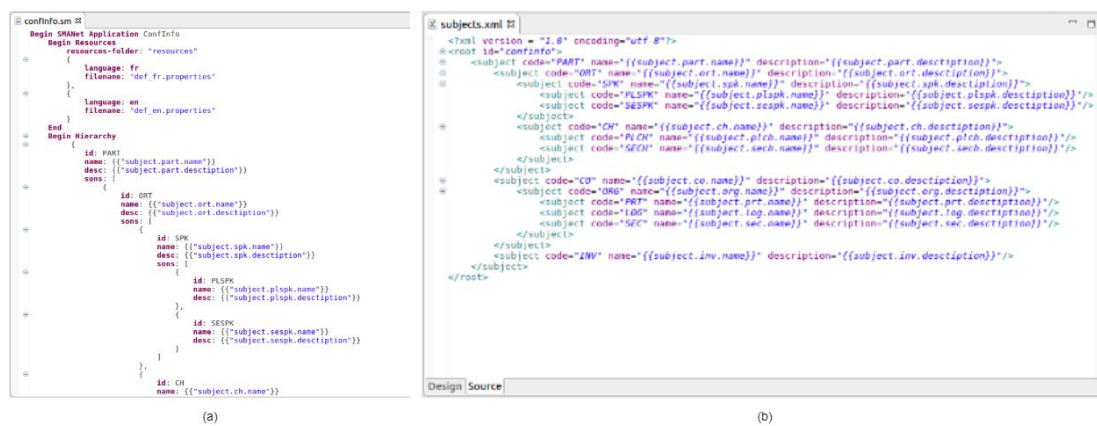 confInfo.sm
Begin SMANet Application ConfInfo
Begin Resources
resources-folder: "resources"
{
language: fr
filename: "def_fr.properties"
},
{
language: en
filename: "def_en.properties"
}
End
Begin Hierarchy
{
id: PART
name: {{"subject.part.name"}}
desc: {{"subject.part.desctiption"}}
sons: [
{
id: ORT
name: {{"subject.ort.name"}}
desc: {{"subject.ort.desctiption"}}
sons: [
{
id: SPK
name: {{"subject.spk.name"}}
desc: {{"subject.spk.desctiption"}}
sons: [
{
id: PLSPK
name: {{"subject.plspk.name"}}
desc: {{"subject.plspk.desctiption"}}
},
{
id: SESPK
name: {{"subject.sespk.name"}}
desc: {{"subject.sespk.desctiption"}}
}
]
},
{
id: CH
name: {{"subject.ch.name"}}
(a)
subjects.xml
<?xml version = "1.0" encoding="utf-8"?>
<root id="confinfo">
<subject code="PART" name="{{subject.part.name}}" description="{{subject.part.desctiption}}">
<subject code="ORT" name="{{subject.ort.name}}" description="{{subject.ort.desctiption}}">
<subject code="SPK" name="{{subject.spk.name}}" description="{{subject.spk.desctiption}}">
<subject code="PLSPK" name="{{subject.plspk.name}}" description="{{subject.plspk.desctiption}}"/>
<subject code="SESPK" name="{{subject.sespk.name}}" description="{{subject.sespk.desctiption}}"/>
</subject>
<subject code="CH" name="{{subject.ch.name}}" description="{{subject.ch.desctiption}}">
<subject code="PLCH" name="{{subject.plch.name}}" description="{{subject.plch.desctiption}}"/>
<subject code="SECH" name="{{subject.sech.name}}" description="{{subject.sech.desctiption}}"/>
</subject>
</subject>
<subject code="CO" name="{{subject.co.name}}" description="{{subject.co.desctiption}}">
<subject code="ORG" name="{{subject.org.name}}" description="{{subject.org.desctiption}}">
<subject code="PRT" name="{{subject.prt.name}}" description="{{subject.prt.desctiption}}"/>
<subject code="LOG" name="{{subject.log.name}}" description="{{subject.log.desctiption}}"/>
<subject code="SEC" name="{{subject.sec.name}}" description="{{subject.sec.desctiption}}"/>
</subject>
</subject>
<subject code="INV" name="{{subject.inv.name}}" description="{{subject.inv.desctiption}}"/>
</subject>
</root>
Design Source
(b)